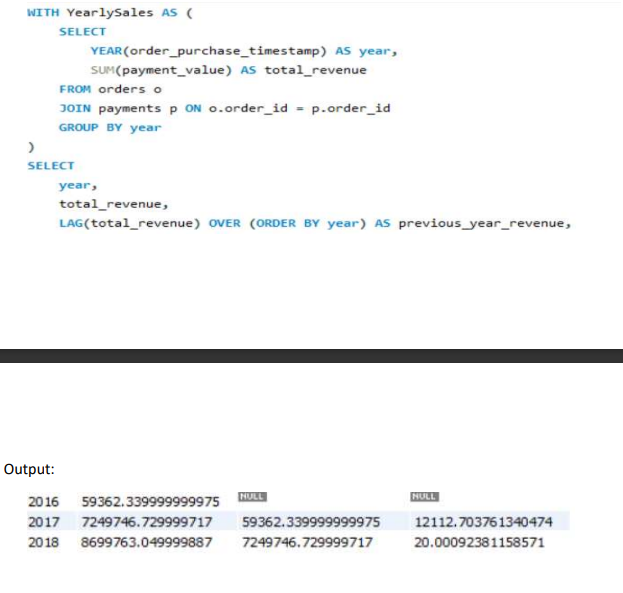 WITH YearlySales AS (
SELECT
YEAR(order_purchase_timestamp) AS year,
SUM(payment_value) AS total_revenue
FROM orders o
JOIN payments p ON o.order_id = p.order_id
GROUP BY year
)
SELECT
year,
total_revenue,
LAG(total_revenue) OVER (ORDER BY year) AS previous_year_revenue,
Output:
2016 59362.339999999975 NULL NULL
2017 7249746.729999717 59362.339999999975 12112.703761340474
2018 8699763.049999887 7249746.729999717 20.00092381158571